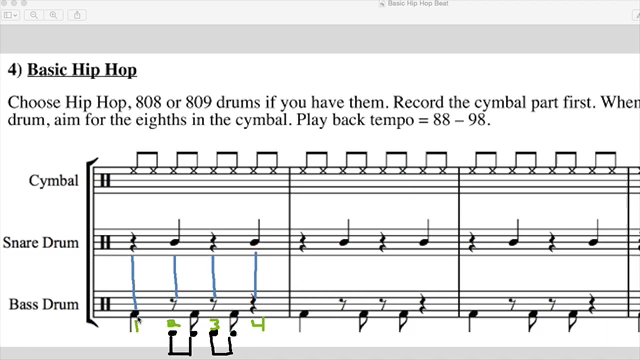 Basic Hip Hop Beat
4) Basic Hip Hop
Choose Hip Hop, 808 or 809 drums if you have them. Record the cymbal part first. When
drum, aim for the eighths in the cymbal. Play back tempo = 88 – 98.
Cymbal
Snare Drum
Bass Drum
1 2 3 4